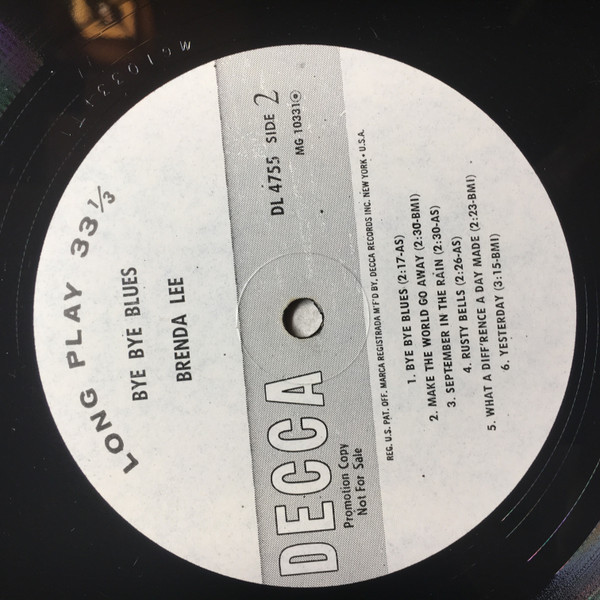 LONG PLAY 33⅓
BYE BYE BLUES
BRENDA LEE
DECCA
DL 4755 SIDE 2
MG 10331
Promotion Copy
Not For Sale
REG. U.S. PAT. OFF. MARCA REGISTRADA M'F'D BY, DECCA RECORDS INC. NEW YORK • U.S.A.
1. BYE BYE BLUES (2:17-AS)
2. MAKE THE WORLD GO AWAY (2:30-BMI)
3. SEPTEMBER IN THE RAIN (2:30-AS)
4. RUSTY BELLS (2:26-AS)
5. WHAT A DIFF'RENCE A DAY MADE (2:23-BMI)
6. YESTERDAY (3:15-BMI)